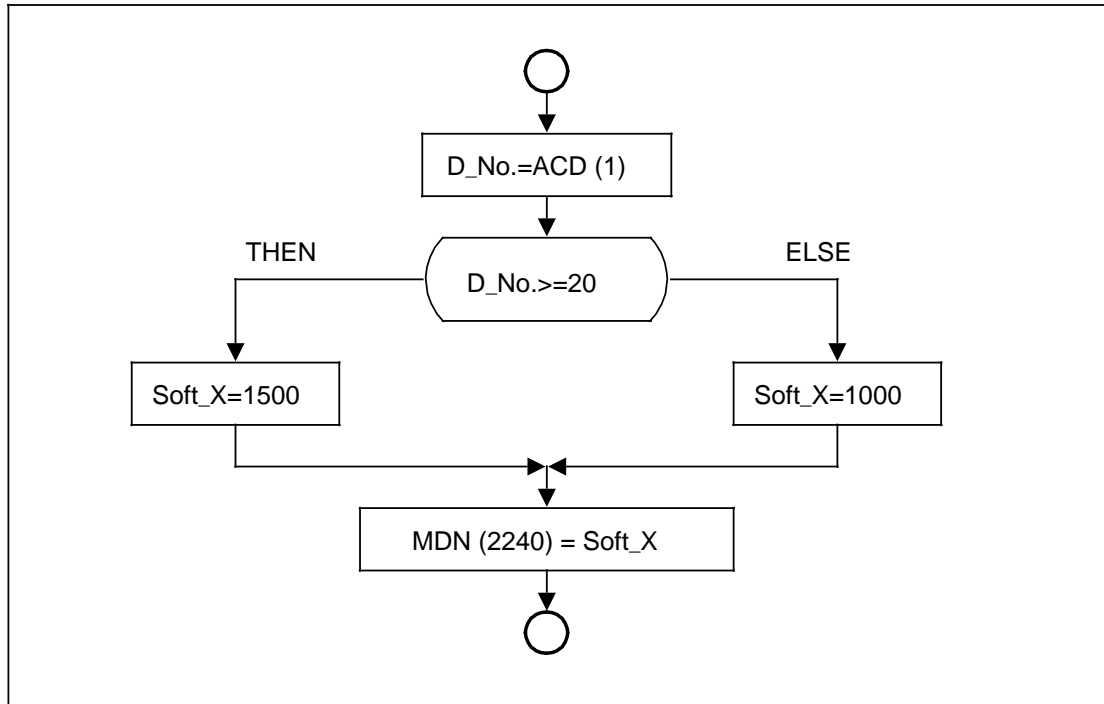 D_No.=ACD (1)
THEN
ELSE
D_No.>=20
Soft_X=1500
Soft_X=1000
MDN (2240) = Soft_X